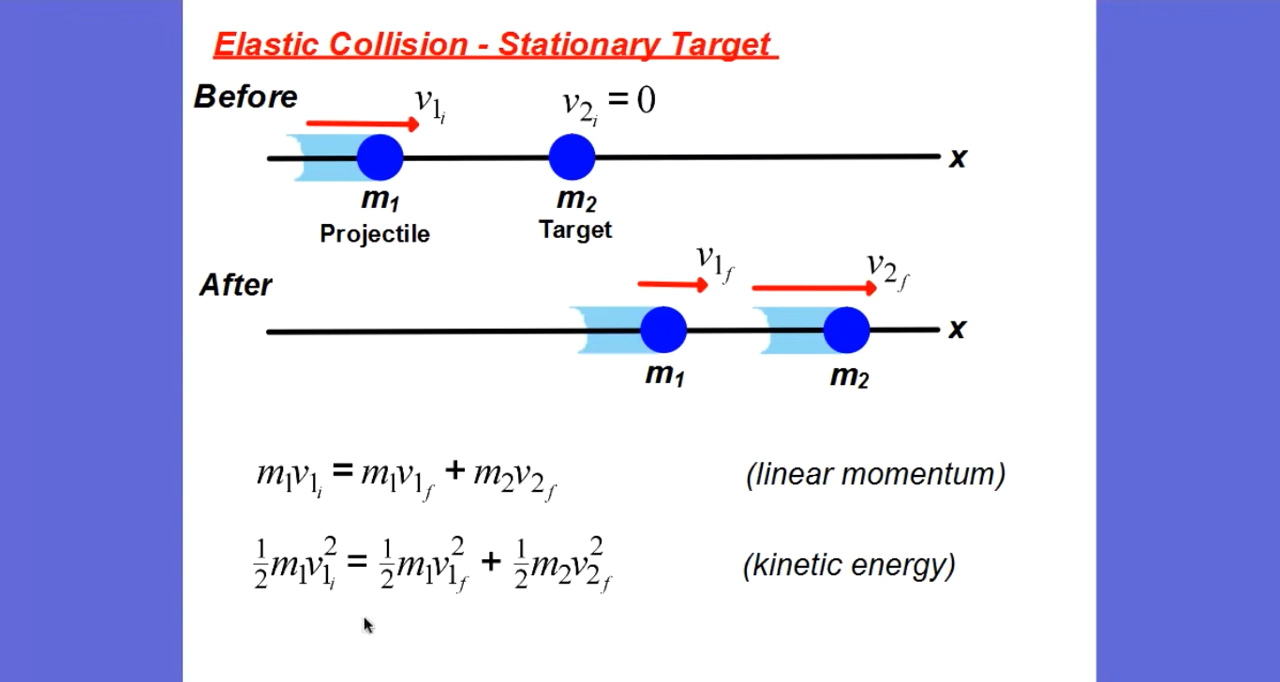 Elastic Collision - Stationary Target
Before
v₁ᵢ
v₂ᵢ = 0
x
m₁
m₂
Projectile
Target
After
v₁f
v₂f
x
m₁
m₂
m₁v₁ᵢ = m₁v₁f + m₂v₂f (linear momentum)
½m₁v₁ᵢ² = ½m₁v₁f² + ½m₂v₂f² (kinetic energy)